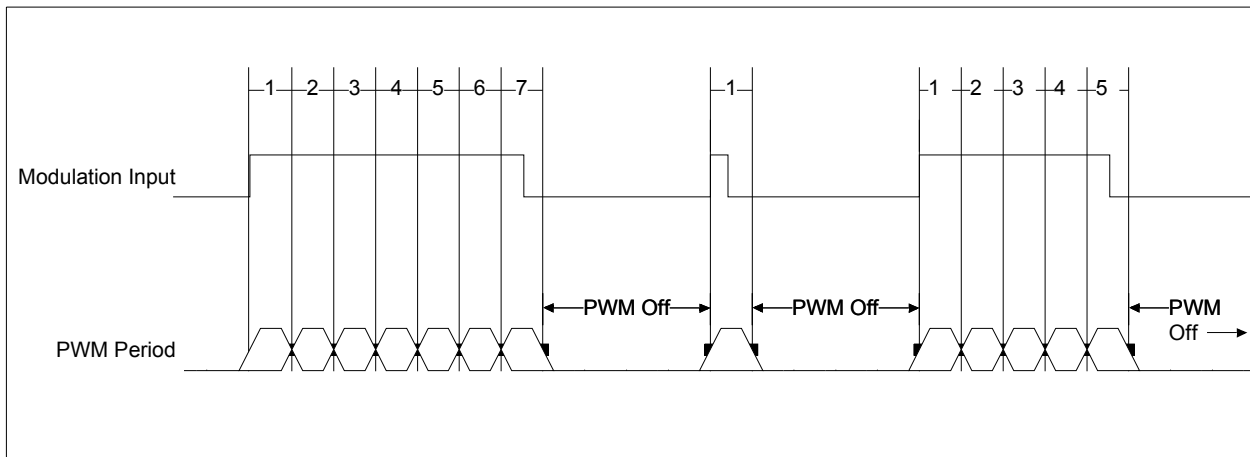 1 2 3 4 5 6 7 1 1 2 3 4 5
Modulation Input
PWM Off PWM Off PWM
Off
PWM Period